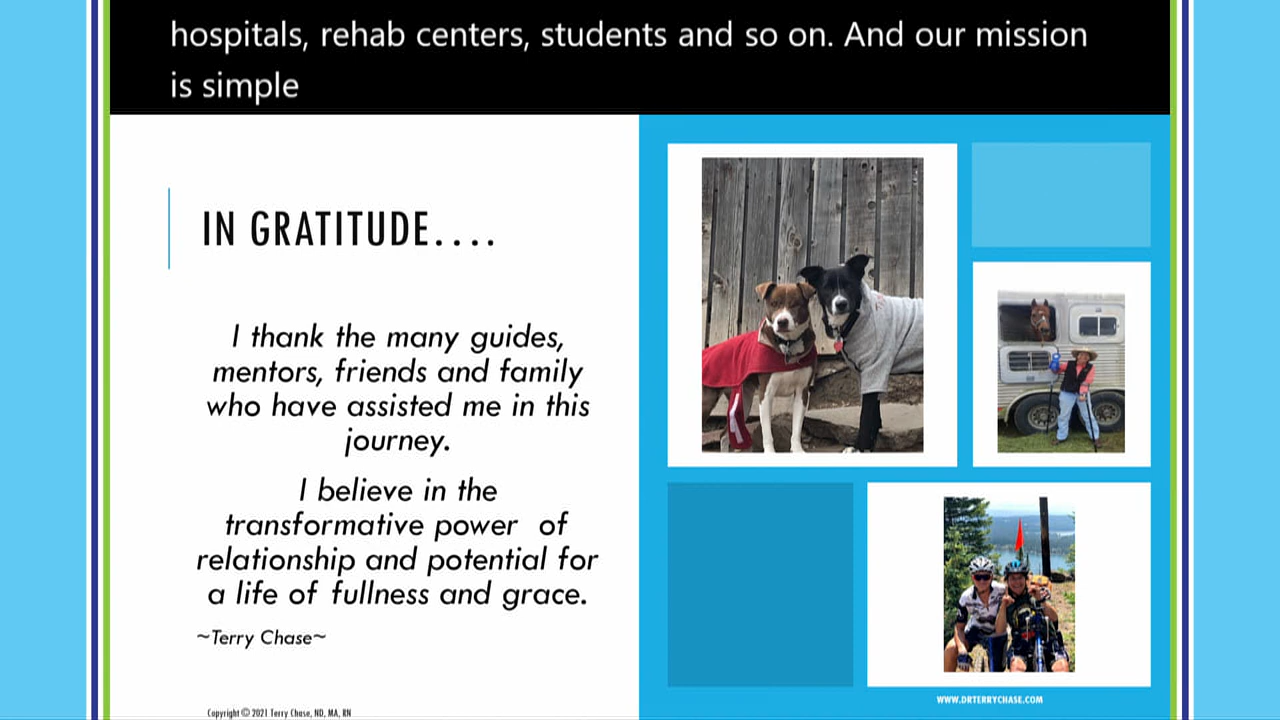 hospitals, rehab centers, students and so on. And our mission
is simple
IN GRATITUDE....
I thank the many guides,
mentors, friends and family
who have assisted me in this
journey.
I believe in the
transformative power of
relationship and potential for
a life of fullness and grace.
~Terry Chase~
Copyright © 2021 Terry Chase, ND, MA, RN
WWW.DRTERRYCHASE.COM